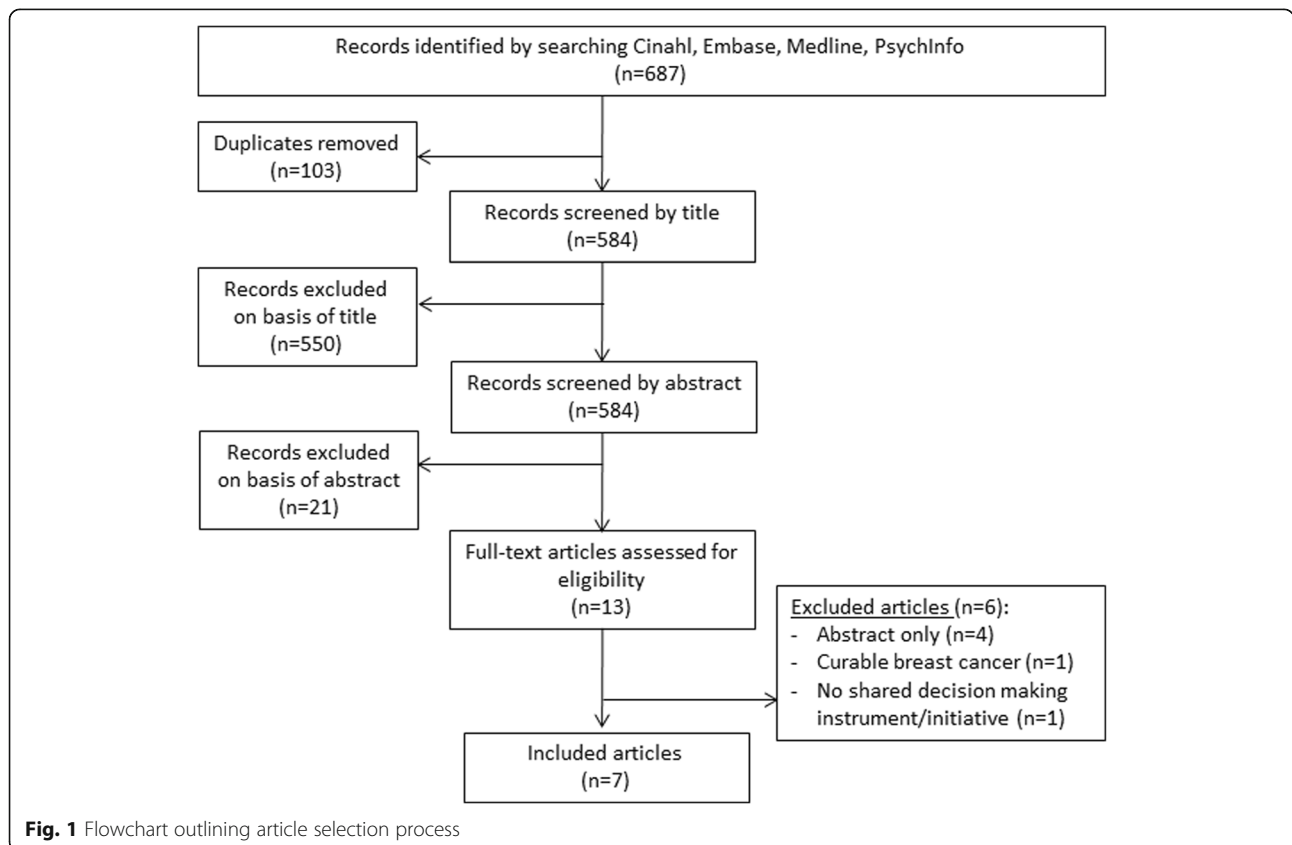 Records identified by searching Cinahl, Embase, Medline, PsychInfo
(n=687)
Duplicates removed
(n=103)
Records screened by title
(n=584)
Records excluded
on basis of title
(n=550)
Records screened by abstract
(n=584)
Records excluded
on basis of abstract
(n=21)
Full-text articles assessed for
eligibility
(n=13)
Excluded articles (n=6):
- Abstract only (n=4)
- Curable breast cancer (n=1)
- No shared decision making
instrument/initiative (n=1)
Included articles
(n=7)
Fig. 1 Flowchart outlining article selection process